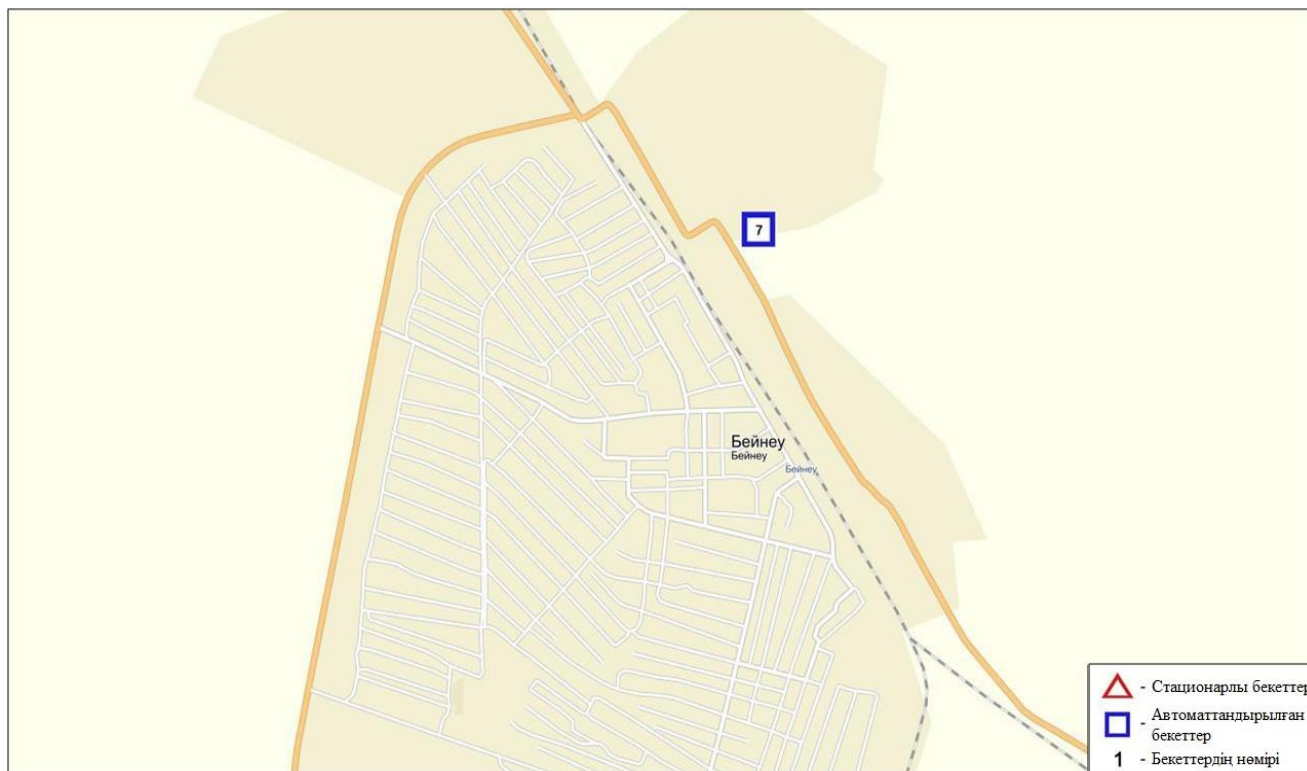 7
Бейнеу
Бейнеу
Бейнеу
- Стационарлы бекеттер
- Автоматтандырылған
бекеттер
1 - Бекеттердің нөмірі